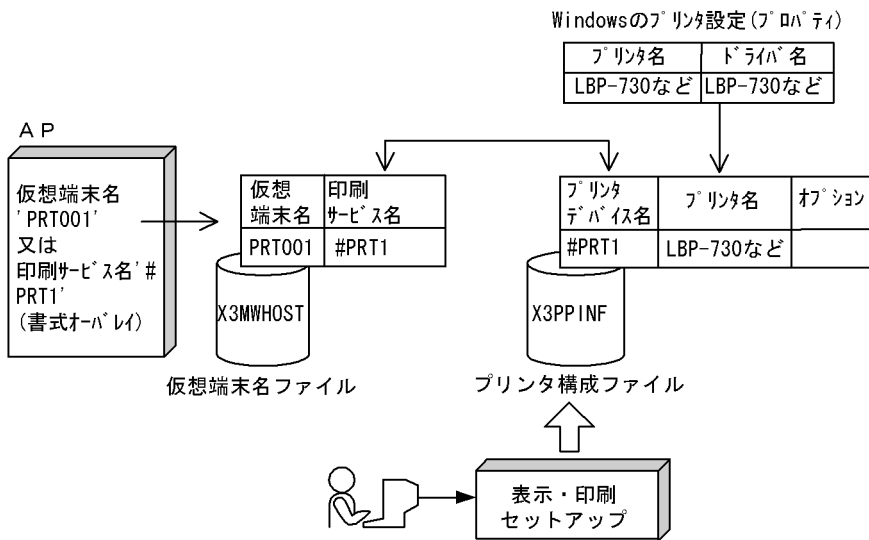 Windowsのﾌﾟﾘﾝﾀ設定(ﾌﾟﾛﾊﾟﾃｨ)
ﾌﾟﾘﾝﾀ名 ﾄﾞﾗｲﾊﾞ名
LBP-730など LBP-730など
ＡＰ
仮想端末名
'PRT001'
又は
印刷ｻｰﾋﾞｽ名'#
PRT1'
(書式ｵｰﾊﾞﾚｲ)
仮想
端末名
印刷
ｻｰﾋﾞｽ名
PRT001 #PRT1
X3MWHOST
仮想端末名ファイル
ﾌﾟﾘﾝﾀ
ﾃﾞﾊﾞｲｽ名
ﾌﾟﾘﾝﾀ名
ｵﾌﾟｼｮﾝ
#PRT1 LBP-730など
X3PPINF
プリンタ構成ファイル
表示・印刷
セットアップ